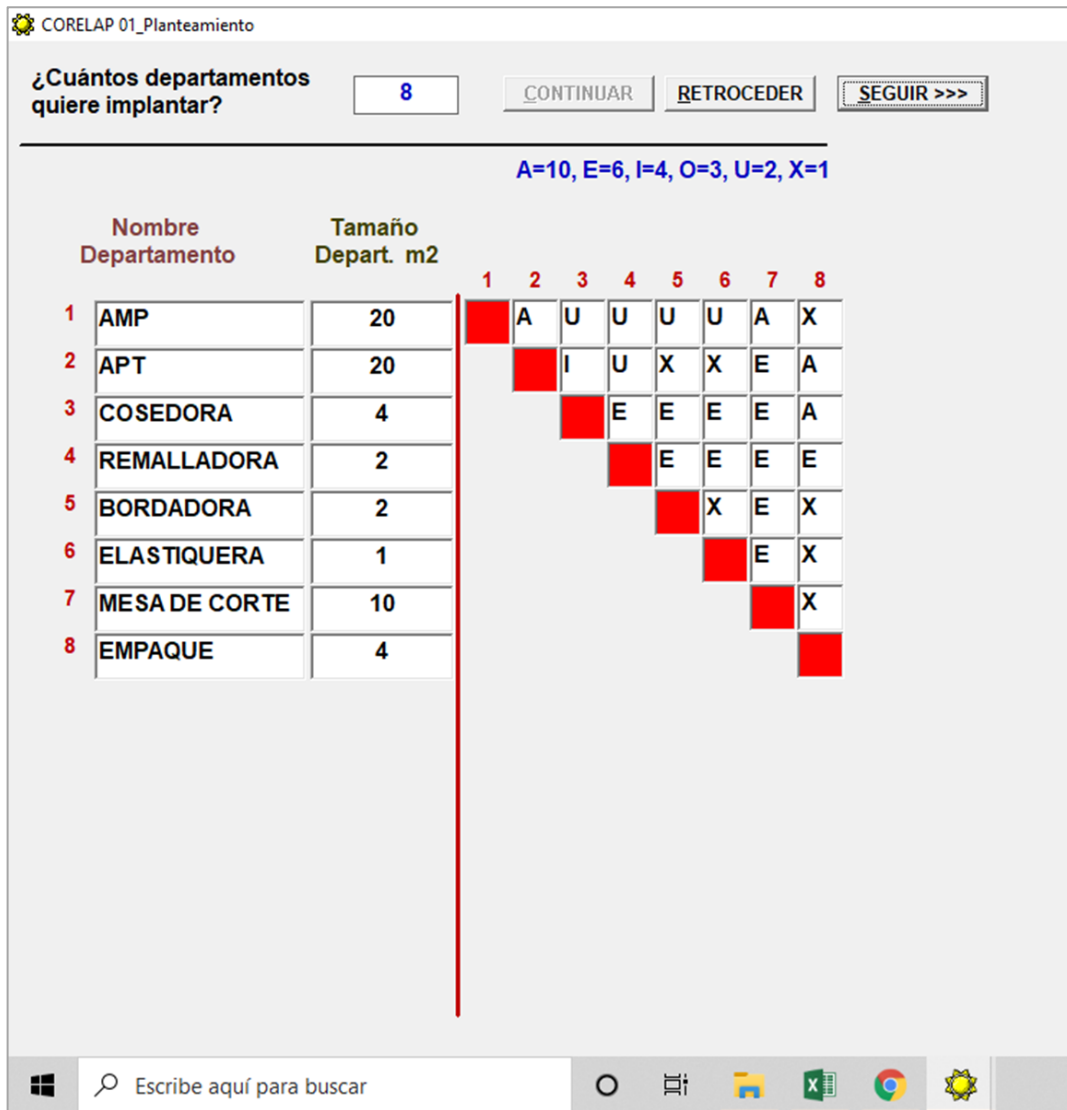 CORELAP 01_Planteamiento
¿Cuántos departamentos
quiere implantar?
8
CONTINUAR
RETROCEDER
SEGUIR >>>
A=10, E=6, I=4, O=3, U=2, X=1
Nombre
Departamento
Tamaño
Depart. m2
1 2 3 4 5 6 7 8
1 AMP 20 A U U U U A X
2 APT 20 I U X X E A
3 COSEDORA 4 E E E E A
4 REMALLADORA 2 E E E E
5 BORDADORA 2 X E X
6 ELASTIQUERA 1 E X
7 MESA DE CORTE 10 X
8 EMPAQUE 4
Escribe aquí para buscar